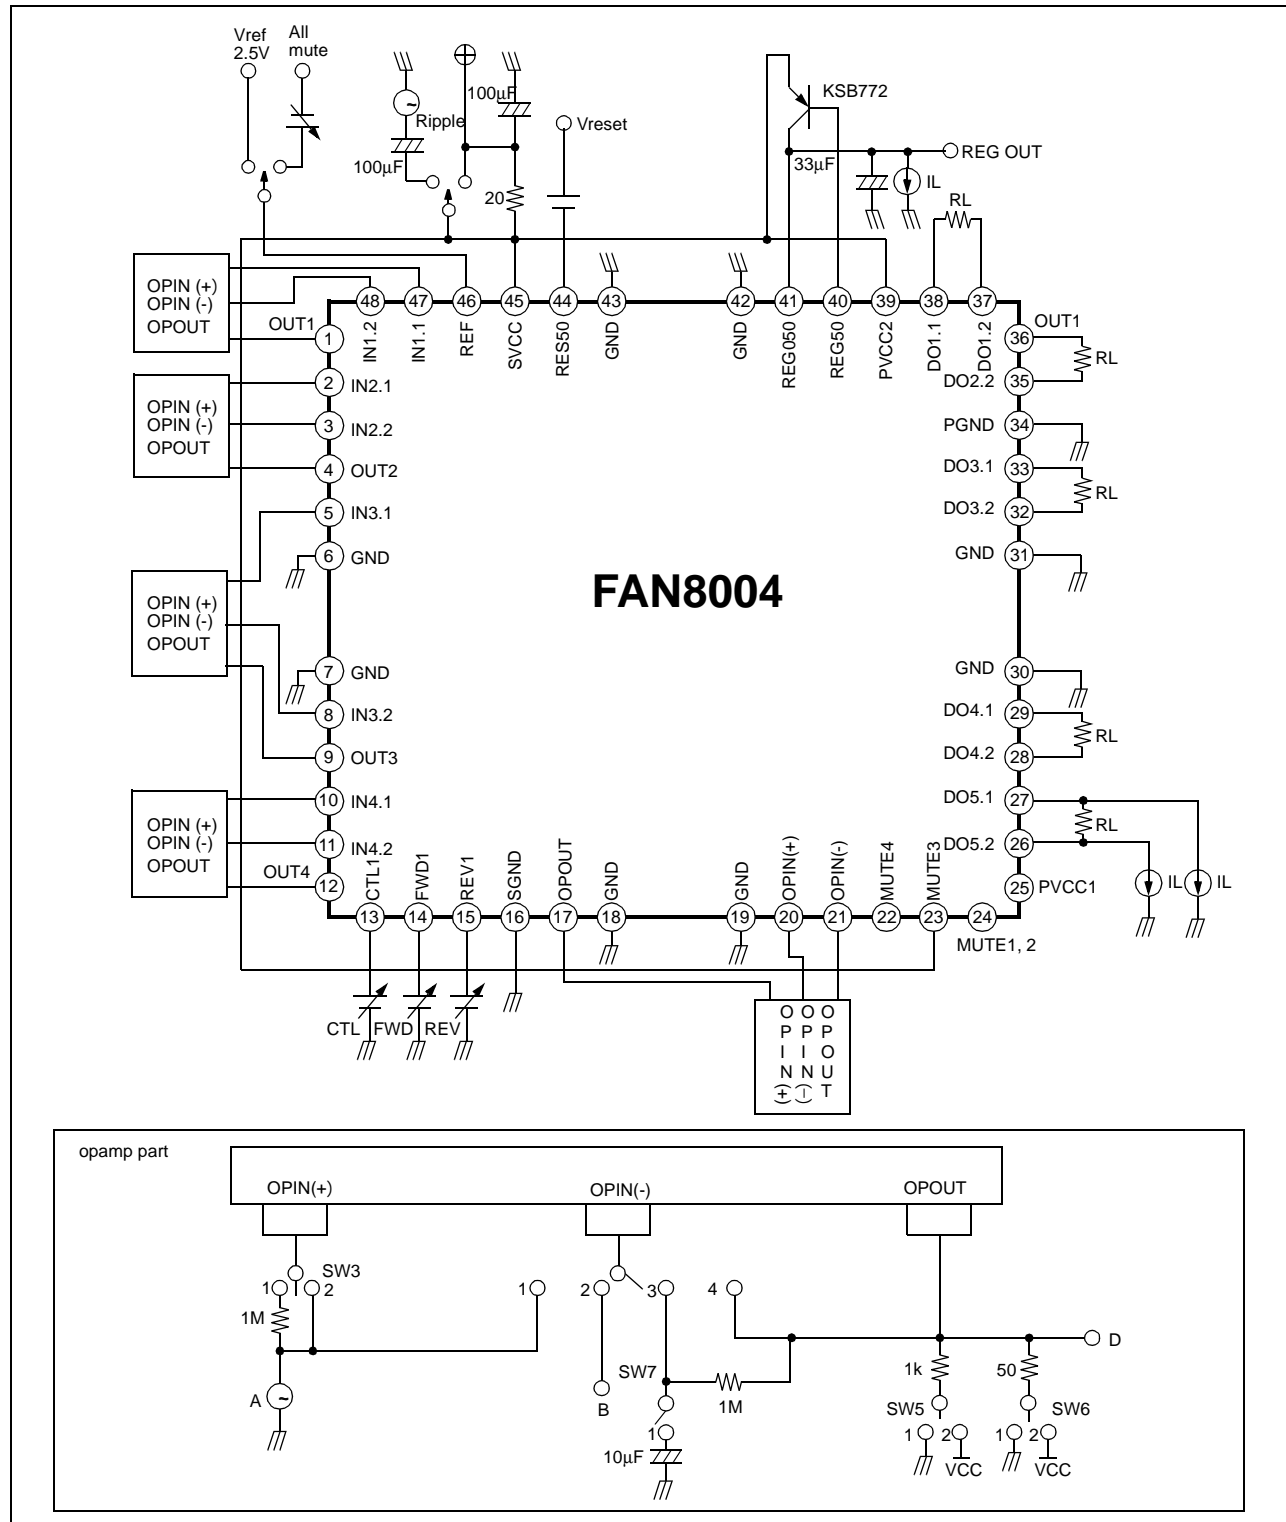 Vref
2.5V
All
mute
100µF
Ripple
100µF
20
Vreset
KSB772
33µF
REG OUT
IL
RL
OPIN (+)
OPIN (-)
OPOUT
OUT1
48
47
46
45
44
43
42
41
40
39
38
37
IN1.2
IN1.1
REF
SVCC
RES50
GND
GND
REG050
REG50
PVCC2
DO1.1
DO1.2
1
2
IN2.1
3
IN2.2
4
OUT2
5
IN3.1
6
GND
7
GND
8
IN3.2
9
OUT3
10
IN4.1
11
IN4.2
12
OUT4
OPIN (+)
OPIN (-)
OPOUT
OPIN (+)
OPIN (-)
OPOUT
OPIN (+)
OPIN (-)
OPOUT
FAN8004
OUT1
36
RL
DO2.2
35
PGND
34
DO3.1
33
RL
DO3.2
32
GND
31
GND
30
DO4.1
29
RL
DO4.2
28
DO5.1
27
RL
DO5.2
26
25
PVCC1
IL
IL
CTL1
FWD1
REV1
SGND
OPOUT
GND
GND
OPIN(+)
OPIN(-)
MUTE4
MUTE3
13
14
15
16
17
18
19
20
21
22
23
24
MUTE1, 2
CTL
FWD
REV
OPIN(+)
OPIN(-)
OPOUT
opamp part
OPIN(+)
OPIN(-)
OPOUT
1
SW3
2
1M
A
1
2
3
4
B
SW7
1
1M
10µF
D
1k
50
SW5
SW6
1
2
1
2
VCC
VCC